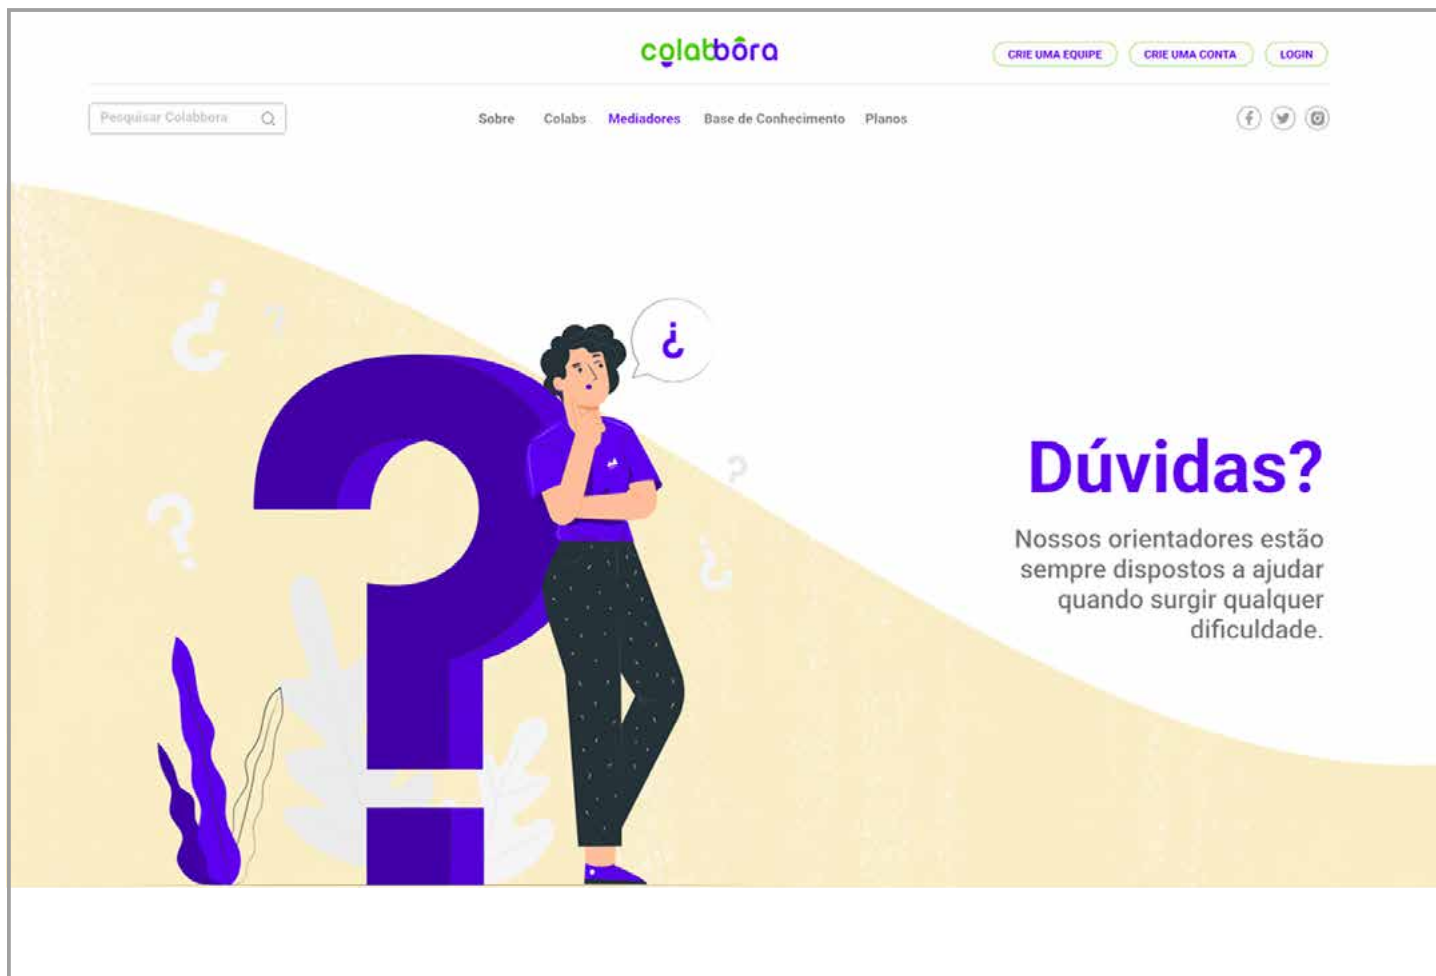 colabbôra
CRIE UMA EQUIPE
CRIE UMA CONTA
LOGIN
Pesquisar Colabbora
Sobre
Colabs
Mediadores
Base de Conhecimento
Planos
¿
Dúvidas?
Nossos orientadores estão
sempre dispostos a ajudar
quando surgir qualquer
dificuldade.